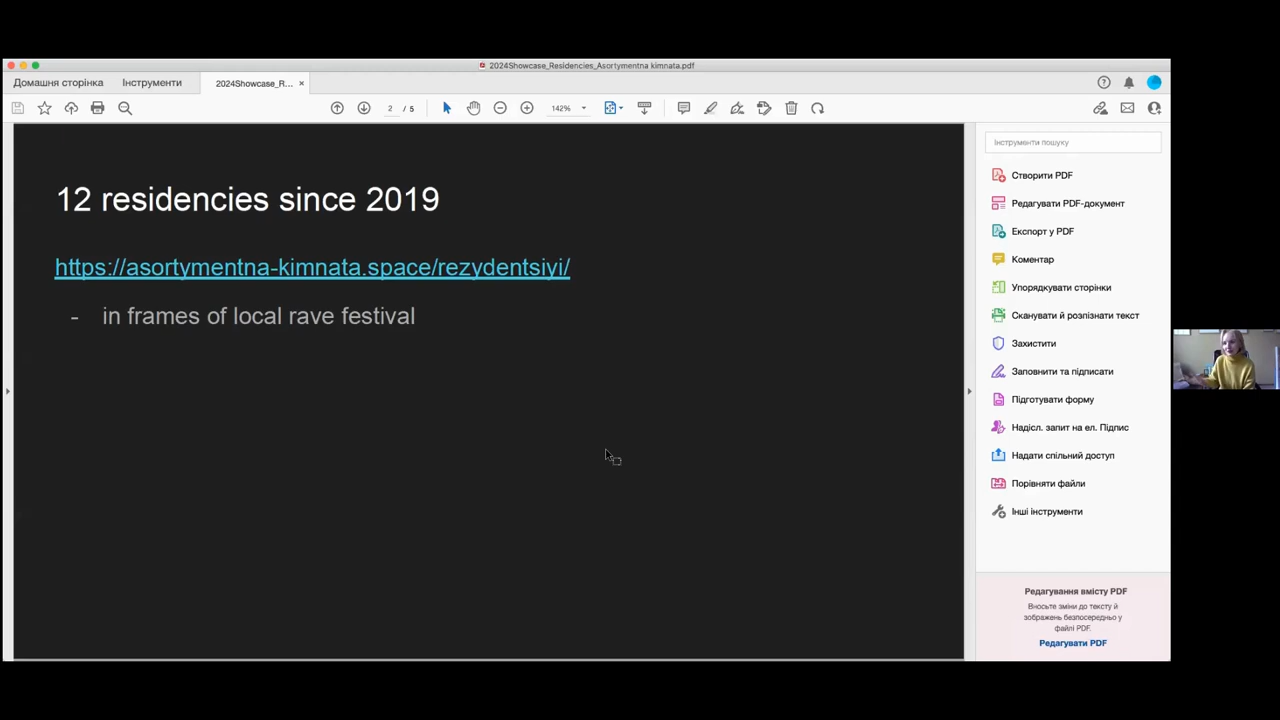 2024Showcase_Residencies_Asortymentna kimnata.pdf
Домашня сторінка
Інструменти
2024Showcase_R... ×
2 / 5
142%
12 residencies since 2019
https://asortymentna-kimnata.space/rezydentsiyi/
- in frames of local rave festival
Інструменти пошуку
Створити PDF
Редагувати PDF-документ
Експорт у PDF
Коментар
Упорядкувати сторінки
Сканувати й розпізнати текст
Захистити
Заповнити та підписати
Підготувати форму
Надісл. запит на ел. Підпис
Надати спільний доступ
Порівняти файли
Інші інструменти
Редагування вмісту PDF
Вносьте зміни до тексту й
зображень безпосередньо у
файлі PDF.
Редагувати PDF